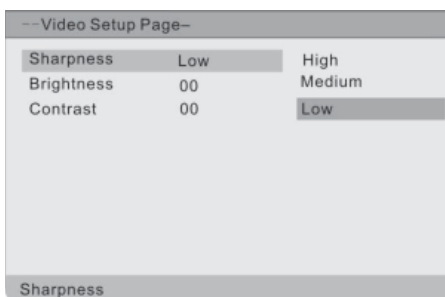 --Video Setup Page–
Sharpness Low High
Brightness 00 Medium
Contrast 00 Low
Sharpness